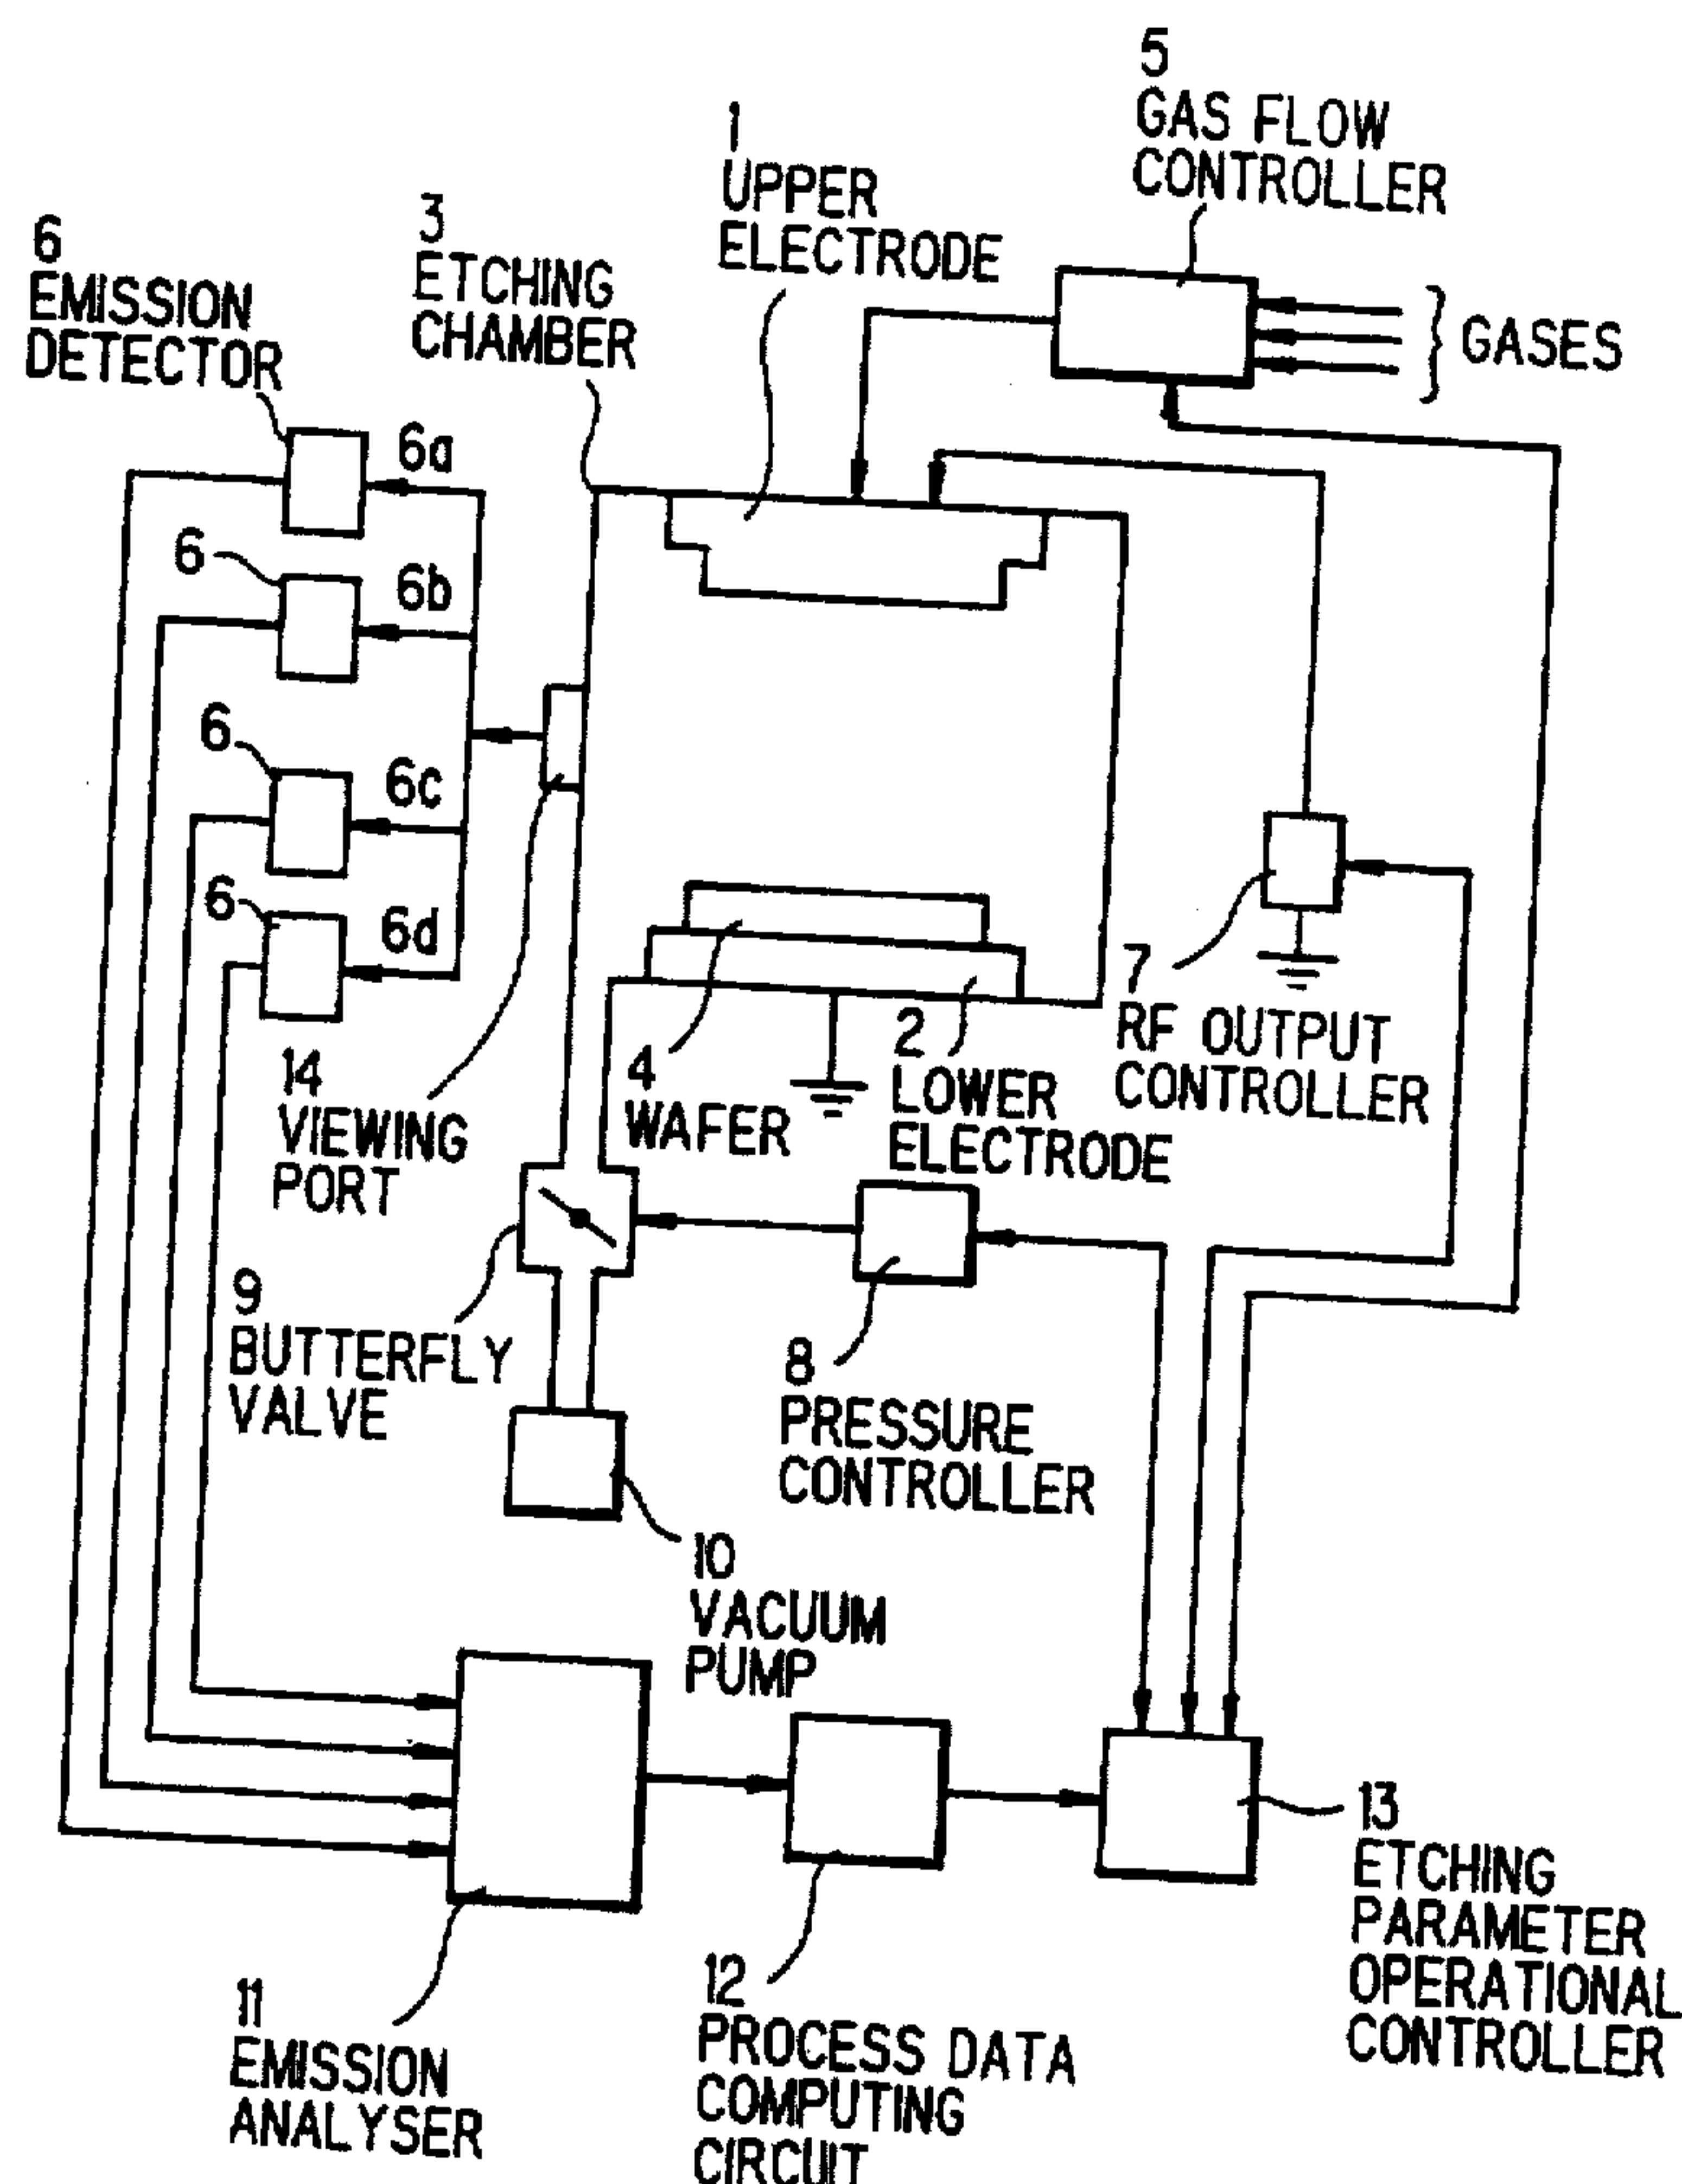 5
GAS FLOW
CONTROLLER
1
UPPER
ELECTRODE
3
ETCHING
CHAMBER
6
EMISSION
DETECTOR
GASES
6a
6
6b
6
6c
6
6d
14
VIEWING
PORT
4
WAFER
2
LOWER
ELECTRODE
7
RF OUTPUT
CONTROLLER
9
BUTTERFLY
VALVE
8
PRESSURE
CONTROLLER
10
VACUUM
PUMP
13
ETCHING
PARAMETER
OPERATIONAL
CONTROLLER
11
EMISSION
ANALYSER
12
PROCESS DATA
COMPUTING
CIRCUIT